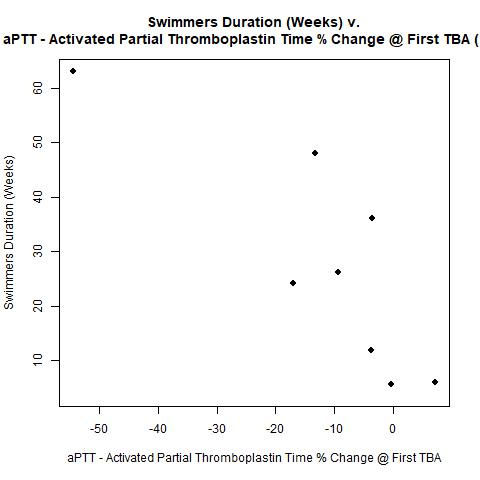 Swimmers Duration (Weeks) v.
aPTT - Activated Partial Thromboplastin Time % Change @ First TBA (
Swimmers Duration (Weeks)
60
50
40
30
20
10
-50 -40 -30 -20 -10 0
aPTT - Activated Partial Thromboplastin Time % Change @ First TBA